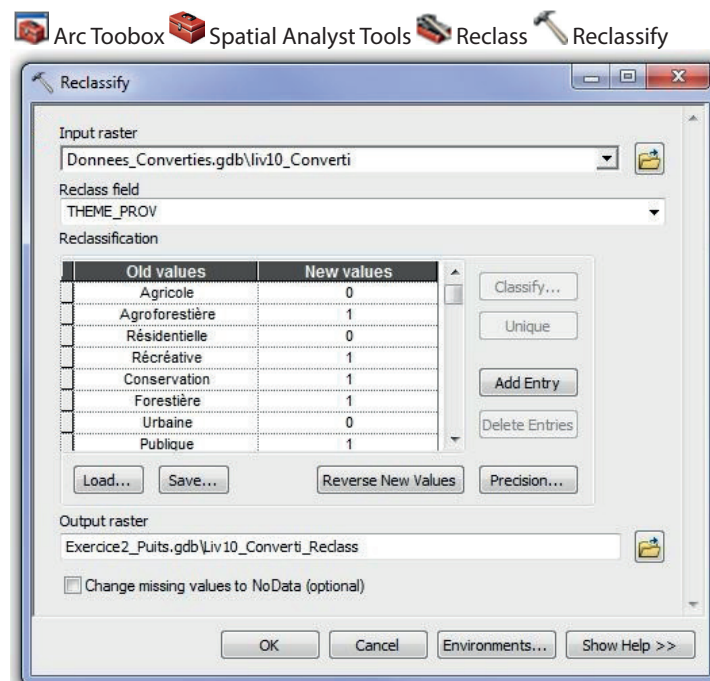 Arc Toobox Spatial Analyst Tools Reclass Reclassify
Reclassify
Input raster
Donnees_Converties.gdb\liv10_Converti
Reclass field
THEME_PROV
Reclassification
Old values New values
Agricole 0
Agroforestière 1
Résidentielle 0
Récréative 1
Conservation 1
Forestière 1
Urbaine 0
Publique 1
Classify...
Unique
Add Entry
Delete Entries
Load... Save... Reverse New Values Precision...
Output raster
Exercice2_Puits.gdb\Liv10_Converti_Reclass
Change missing values to NoData (optional)
OK Cancel Environments... Show Help >>